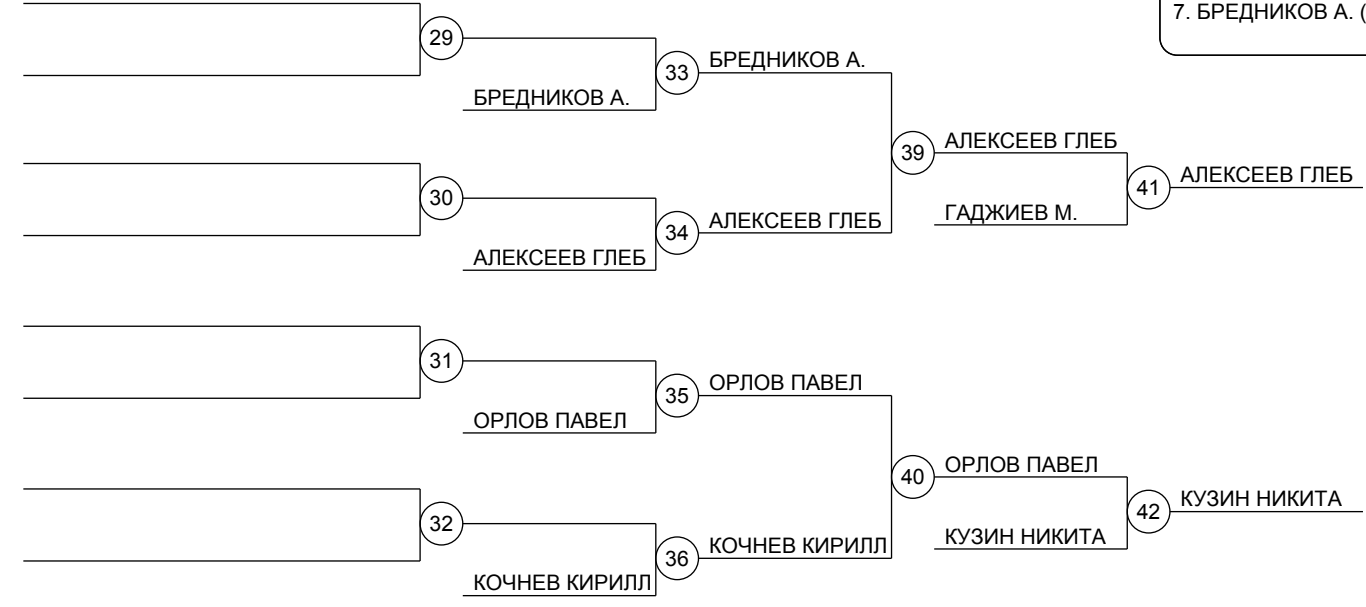 7. БРЕДНИКОВ А. (
29
БРЕДНИКОВ А.
33
БРЕДНИКОВ А.
39
АЛЕКСЕЕВ ГЛЕБ
41
АЛЕКСЕЕВ ГЛЕБ
30
АЛЕКСЕЕВ ГЛЕБ
34
АЛЕКСЕЕВ ГЛЕБ
ГАДЖИЕВ М.
31
ОРЛОВ ПАВЕЛ
35
ОРЛОВ ПАВЕЛ
40
ОРЛОВ ПАВЕЛ
42
КУЗИН НИКИТА
32
КОЧНЕВ КИРИЛЛ
36
КОЧНЕВ КИРИЛЛ
КУЗИН НИКИТА